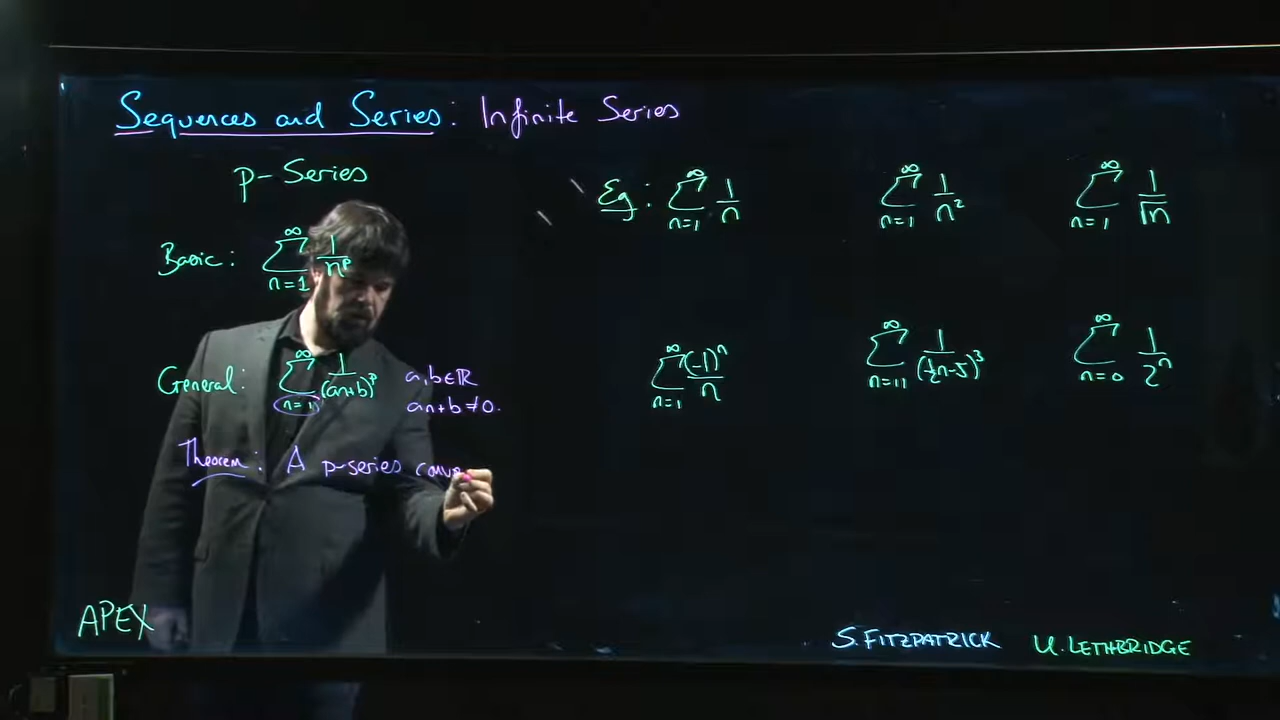 Sequences and Series: Infinite Series
p-Series
Basic: ∑_{n=1}^{∞} 1/n^p
General: ∑_{n=1}^{∞} 1/(an+b)^p a,b∈ℝ
an+b≠0.
Theorem: A p-series conve
Eg: ∑_{n=1}^{∞} 1/n ∑_{n=1}^{∞} 1/n² ∑_{n=1}^{∞} 1/√n
∑_{n=1}^{∞} (-1)^n/n ∑_{n=11}^{∞} 1/(½n-5)³ ∑_{n=0}^{∞} 1/2^n
APEX
S. FITZPATRICK U. LETHBRIDGE